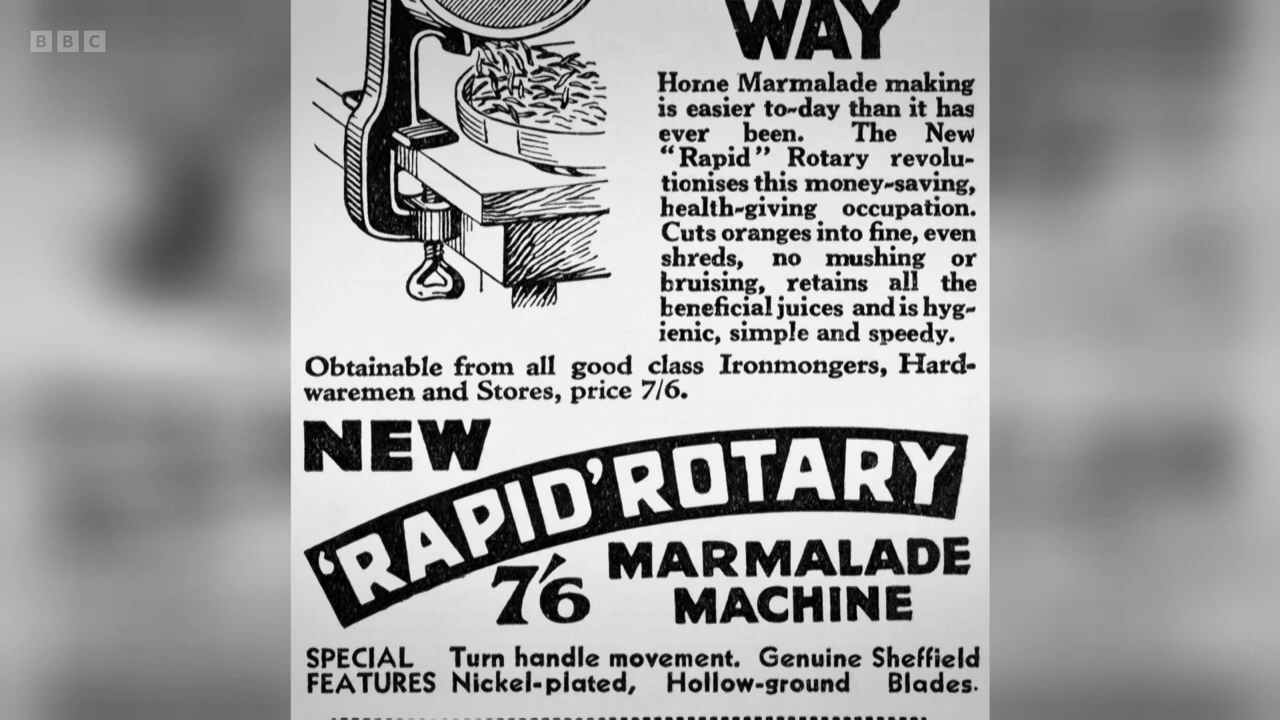 BBC
WAY
Home Marmalade making
is easier to-day than it has
ever been. The New
“Rapid” Rotary revolu-
tionises this money-saving,
health-giving occupation.
Cuts oranges into fine, even
shreds, no mushing or
bruising, retains all the
beneficial juices and is hyg-
ienic, simple and speedy.
Obtainable from all good class Ironmongers, Hard-
waremen and Stores, price 7/6.
NEW
‘RAPID’ ROTARY
7/6 MARMALADE
MACHINE
SPECIAL Turn handle movement. Genuine Sheffield
FEATURES Nickel-plated, Hollow-ground Blades.